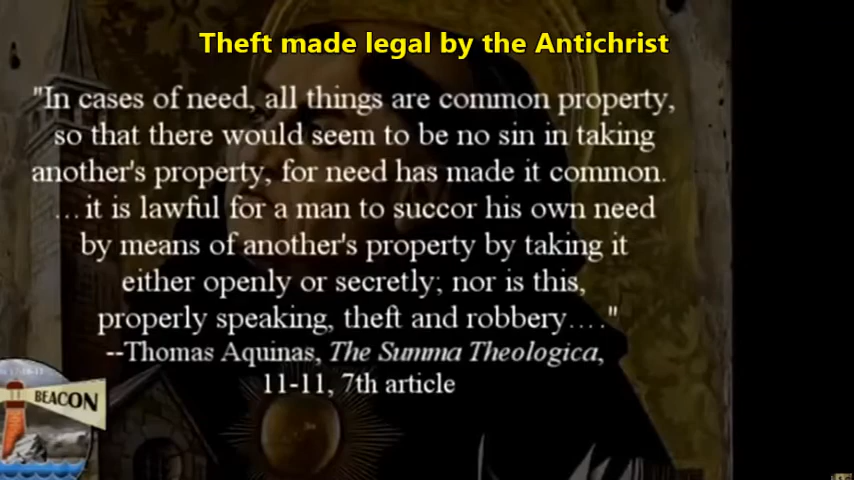 Theft made legal by the Antichrist
"In cases of need, all things are common property,
so that there would seem to be no sin in taking
another's property, for need has made it common.
…it is lawful for a man to succor his own need
by means of another's property by taking it
either openly or secretly; nor is this,
properly speaking, theft and robbery…."
--Thomas Aquinas, The Summa Theologica,
11-11, 7th article
BEACON